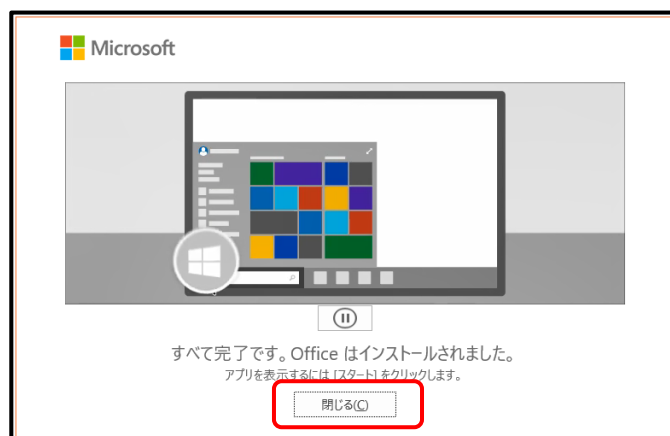 Microsoft
すべて完了です。Office はインストールされました。
アプリを表示するには [スタート] をクリックします。
閉じる(C)